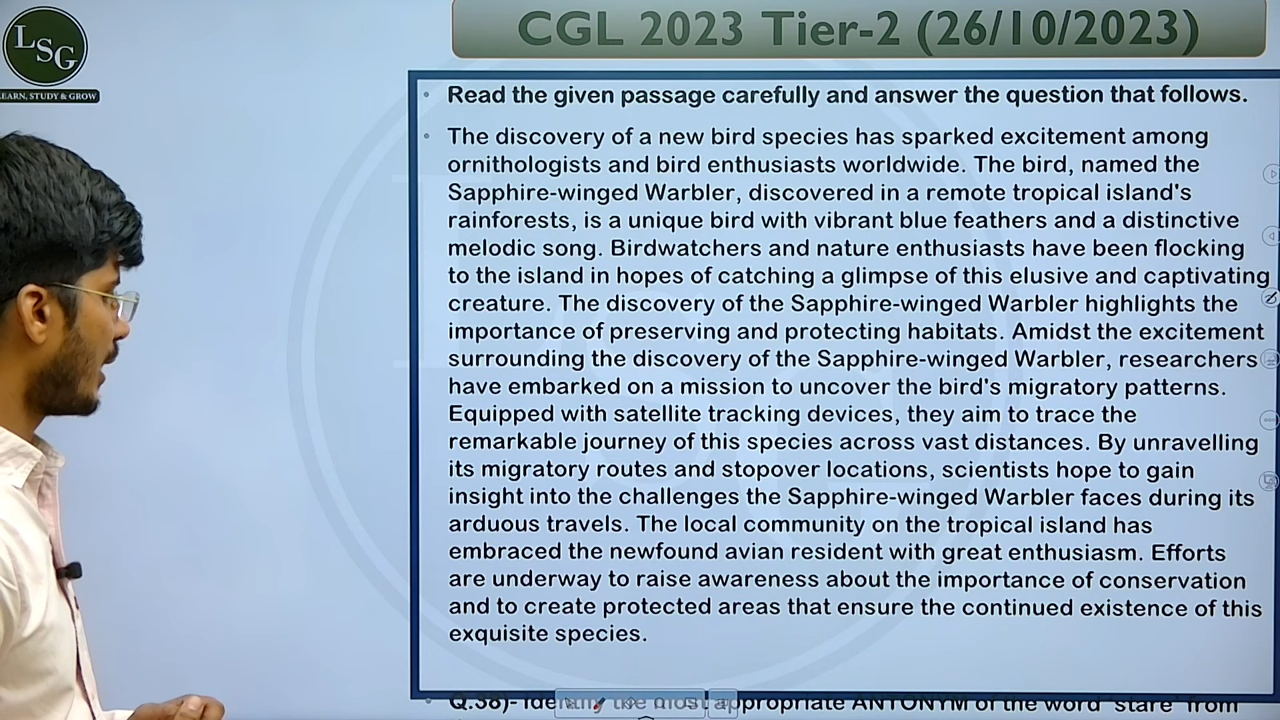 LSG
LEARN, STUDY & GROW
CGL 2023 Tier-2 (26/10/2023)
• Read the given passage carefully and answer the question that follows.
• The discovery of a new bird species has sparked excitement among
ornithologists and bird enthusiasts worldwide. The bird, named the
Sapphire-winged Warbler, discovered in a remote tropical island's
rainforests, is a unique bird with vibrant blue feathers and a distinctive
melodic song. Birdwatchers and nature enthusiasts have been flocking
to the island in hopes of catching a glimpse of this elusive and captivating
creature. The discovery of the Sapphire-winged Warbler highlights the
importance of preserving and protecting habitats. Amidst the excitement
surrounding the discovery of the Sapphire-winged Warbler, researchers
have embarked on a mission to uncover the bird's migratory patterns.
Equipped with satellite tracking devices, they aim to trace the
remarkable journey of this species across vast distances. By unravelling
its migratory routes and stopover locations, scientists hope to gain
insight into the challenges the Sapphire-winged Warbler faces during its
arduous travels. The local community on the tropical island has
embraced the newfound avian resident with great enthusiasm. Efforts
are underway to raise awareness about the importance of conservation
and to create protected areas that ensure the continued existence of this
exquisite species.
• Q.38)- Identify the most appropriate ANTONYM of the word 'stare' from